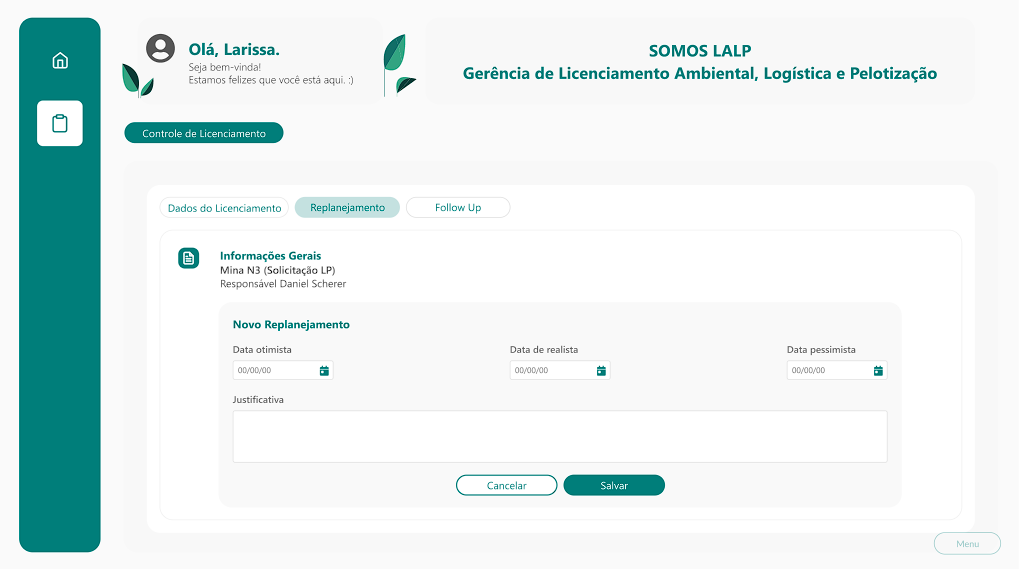 Olá, Larissa.
Seja bem-vinda!
Estamos felizes que você está aqui. :)
SOMOS LALP
Gerência de Licenciamento Ambiental, Logística e Pelotização
Controle de Licenciamento
Dados do Licenciamento
Replanejamento
Follow Up
Informações Gerais
Mina N3 (Solicitação LP)
Responsável Daniel Scherer
Novo Replanejamento
Data otimista
Data de realista
Data pessimista
00/00/00
00/00/00
00/00/00
Justificativa
Cancelar
Salvar
Menu